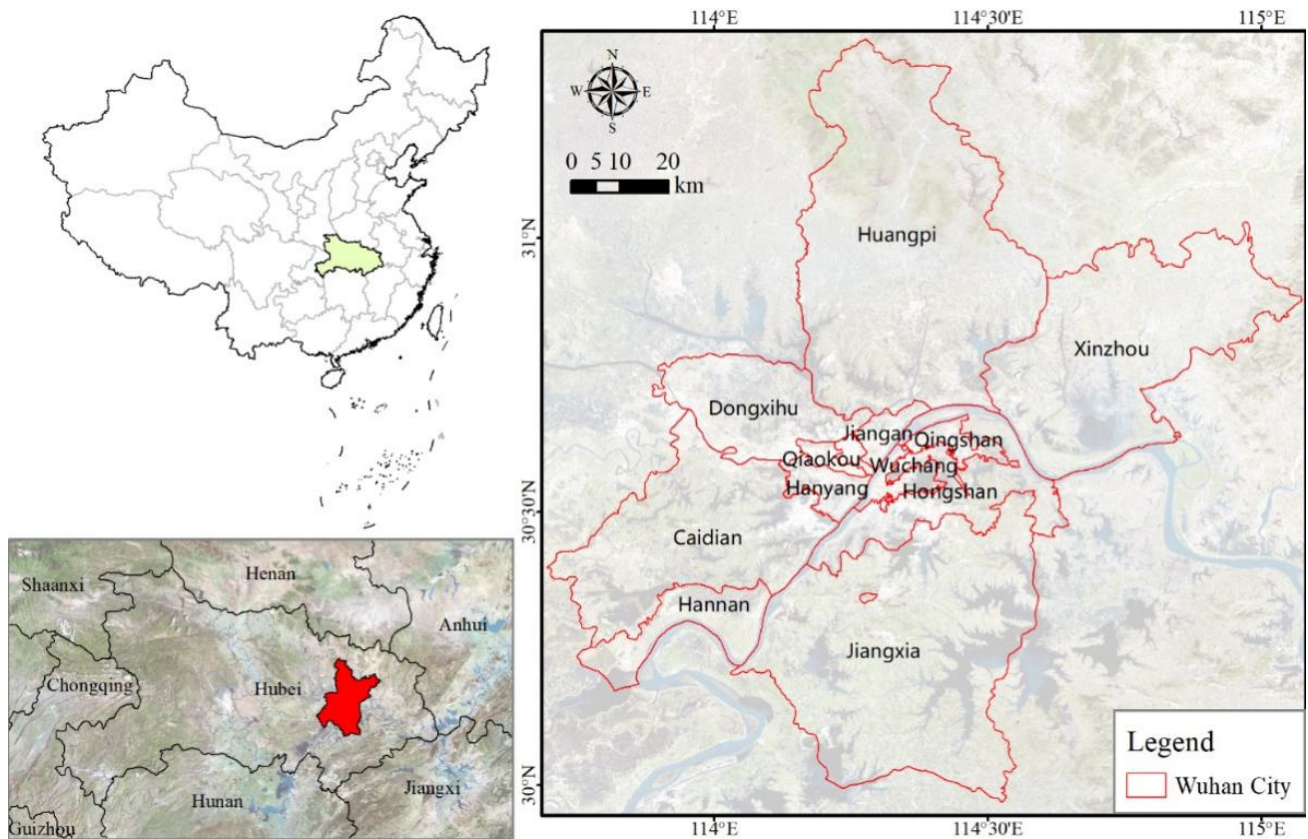 114°E
114°30'E
115°E
N
W
E
S
0 5 10 20
km
31°N
30°30'N
30°N
Huangpi
Xinzhou
Dongxihu
Jiangan
Qingshan
Qiaokou
Wuchang
Hanyang
Hongshan
Caidian
Hannan
Jiangxia
Legend
Wuhan City
114°E
114°30'E
115°E
Shaanxi
Henan
Anhui
Chongqing
Hubei
Hunan
Jiangxi
Guizhou